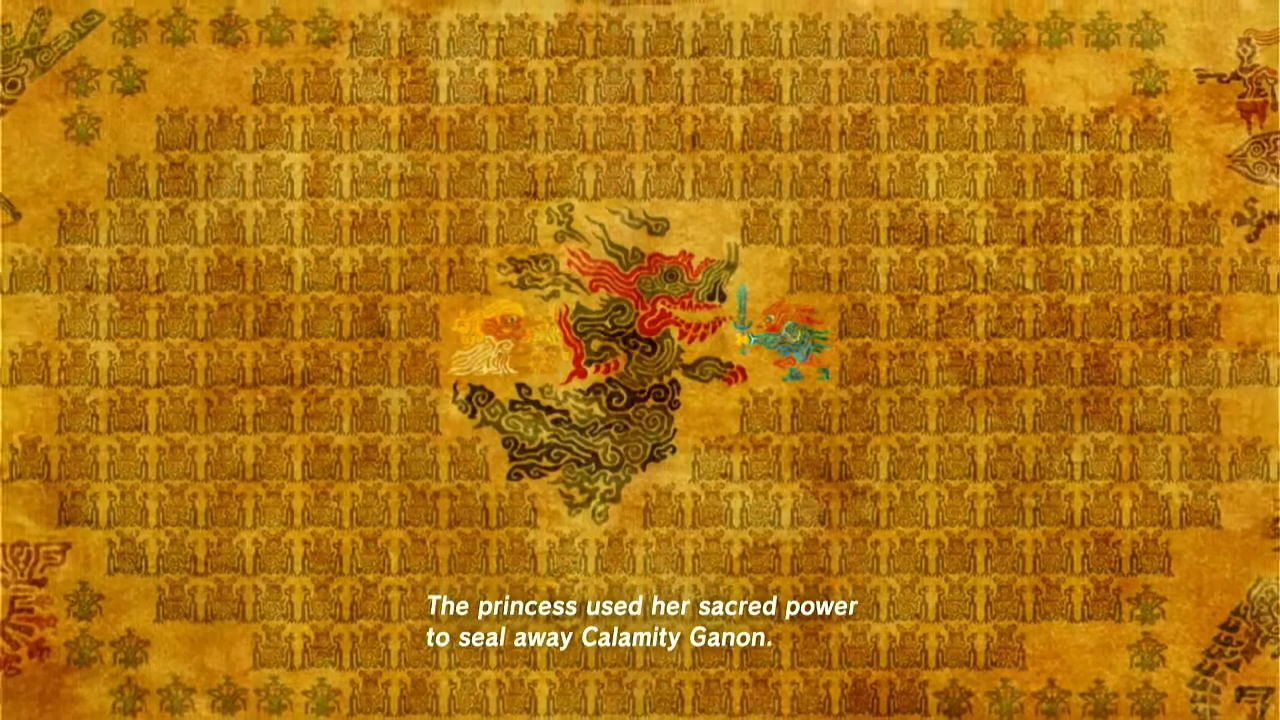 The princess used her sacred power
to seal away Calamity Ganon.